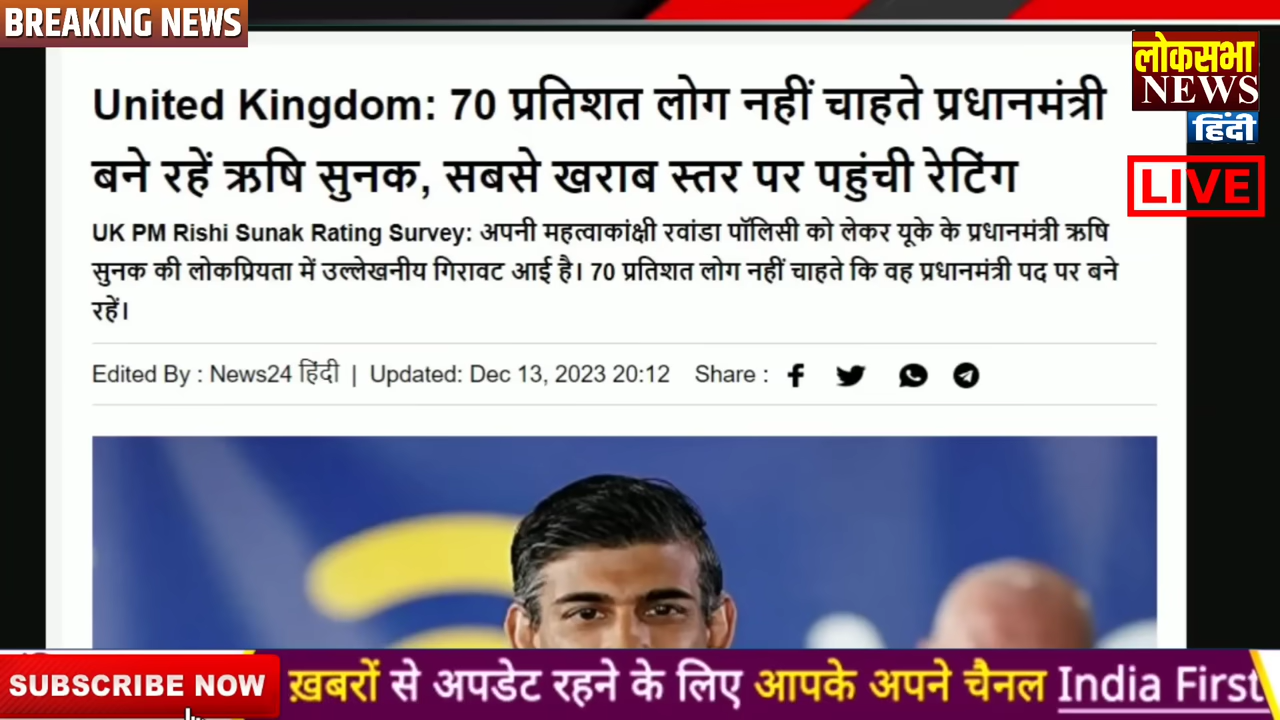 BREAKING NEWS
लोकसभा
NEWS
हिंदी
LIVE
United Kingdom: 70 प्रतिशत लोग नहीं चाहते प्रधानमंत्री
बने रहें ऋषि सुनक, सबसे खराब स्तर पर पहुंची रेटिंग
UK PM Rishi Sunak Rating Survey: अपनी महत्वाकांक्षी रवांडा पॉलिसी को लेकर यूके के प्रधानमंत्री ऋषि
सुनक की लोकप्रियता में उल्लेखनीय गिरावट आई है। 70 प्रतिशत लोग नहीं चाहते कि वह प्रधानमंत्री पद पर बने
रहें।
Edited By : News24 हिंदी | Updated: Dec 13, 2023 20:12 Share :
SUBSCRIBE NOW
ख़बरों से अपडेट रहने के लिए आपके अपने चैनल India First